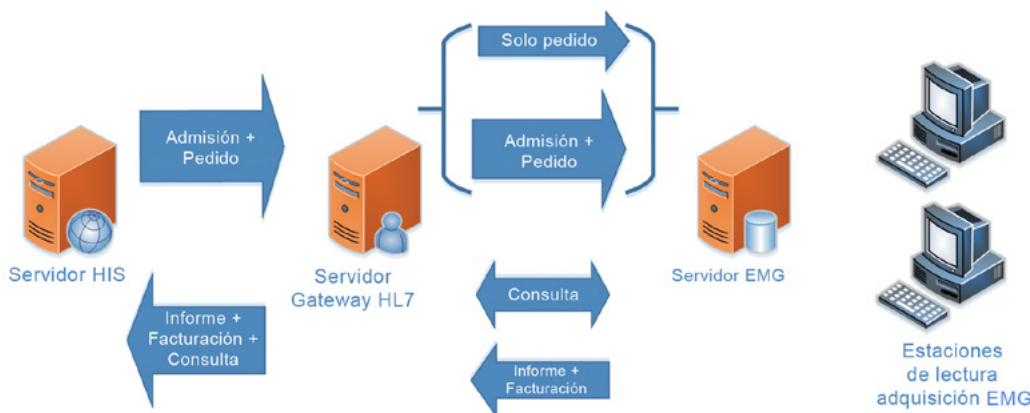 Solo pedido
Admisión +
Pedido
Admisión +
Pedido
Servidor HIS
Servidor
Gateway HL7
Servidor EMG
Informe +
Facturación +
Consulta
Consulta
Informe +
Facturación
Estaciones
de lectura
adquisición EMG